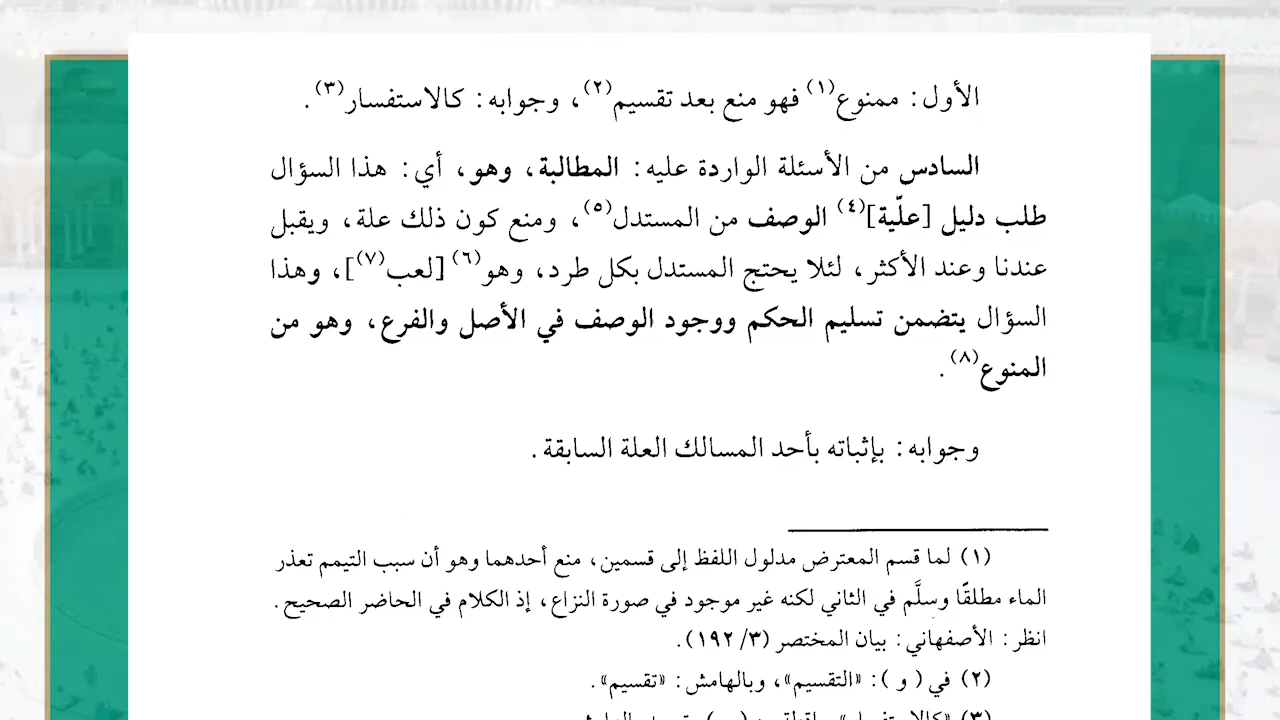 الأول: ممنوع(١) فهو منع بعد تقسيم(٢)، وجوابه: كالاستفسار(٣).
السادس من الأسئلة الواردة عليه: المطالبة، وهو، أي: هذا السؤال
طلب دليل [علّية](٤) الوصف من المستدل(٥)، ومنع كون ذلك علة، ويقبل
عندنا وعند الأكثر، لئلا يحتج المستدل بكل طرد، وهو(٦) [لعب(٧)]، وهذا
السؤال يتضمن تسليم الحكم ووجود الوصف في الأصل والفرع، وهو من
المنوع(٨).
وجوابه: بإثباته بأحد المسالك العلة السابقة.
(١) لما قسم المعترض مدلول اللفظ إلى قسمين، منع أحدهما وهو أن سبب التيمم تعذر
الماء مطلقًا وسلَّم في الثاني لكنه غير موجود في صورة النزاع، إذ الكلام في الحاضر الصحيح.
انظر: الأصفهاني: بيان المختصر (٣/ ١٩٢).
(٢) في ( و ): «التقسيم»، وبالهامش: «تقسيم».
(٣)